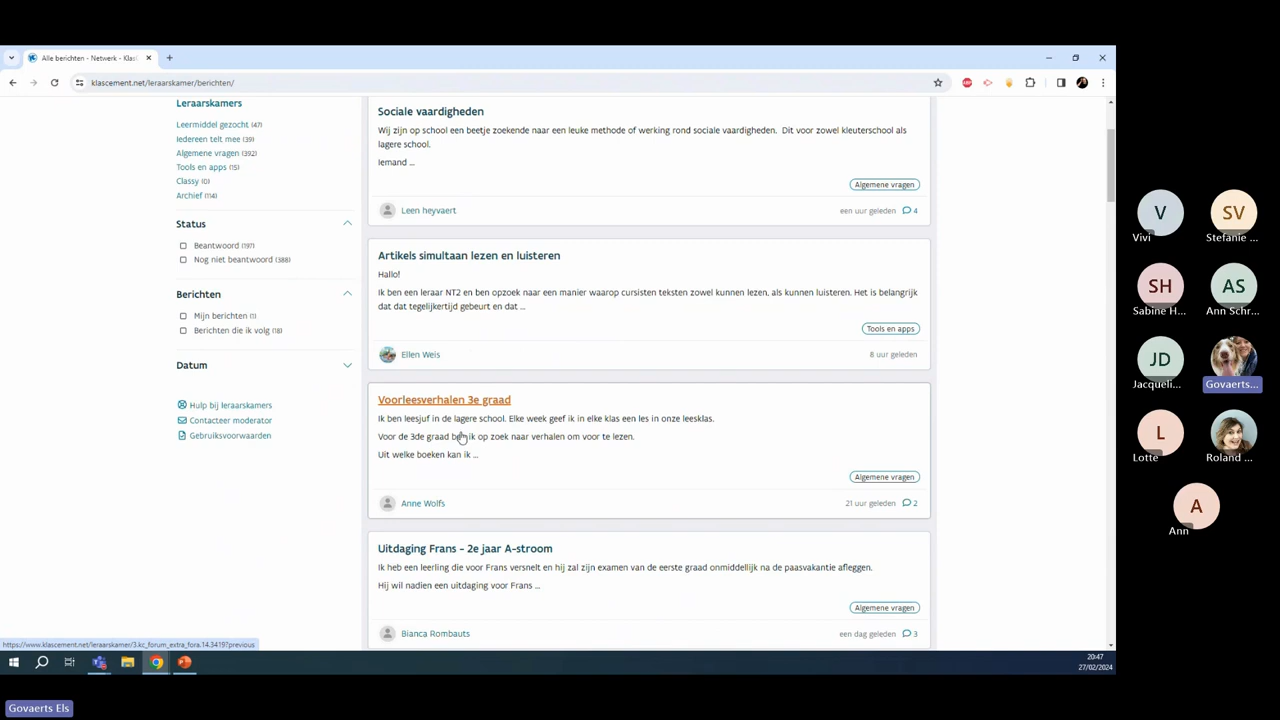 Alle berichten - Netwerk - Klas
klascement.net/leraarskamer/berichten/
Leraarskamers
Leermiddel gezocht (47)
Iedereen telt mee (39)
Algemene vragen (392)
Tools en apps (15)
Classy (0)
Archief (114)
Status
Beantwoord (197)
Nog niet beantwoord (388)
Berichten
Mijn berichten (1)
Berichten die ik volg (18)
Datum
Hulp bij leraarskamers
Contacteer moderator
Gebruiksvoorwaarden
Sociale vaardigheden
Wij zijn op school een beetje zoekende naar een leuke methode of werking rond sociale vaardigheden. Dit voor zowel kleuterschool als
lagere school.
Iemand ...
Algemene vragen
Leen heyvaert
een uur geleden 4
Artikels simultaan lezen en luisteren
Hallo!
Ik ben een leraar NT2 en ben opzoek naar een manier waarop cursisten teksten zowel kunnen lezen, als kunnen luisteren. Het is belangrijk
dat dat tegelijkertijd gebeurt en dat ...
Tools en apps
Ellen Weis
8 uur geleden
Voorleesverhalen 3e graad
Ik ben leesjuf in de lagere school. Elke week geef ik in elke klas een les in onze leesklas.
Voor de 3de graad ben ik op zoek naar verhalen om voor te lezen.
Uit welke boeken kan ik ...
Algemene vragen
Anne Wolfs
21 uur geleden 2
Uitdaging Frans - 2e jaar A-stroom
Ik heb een leerling die voor Frans versnelt en hij zal zijn examen van de eerste graad onmiddellijk na de paasvakantie afleggen.
Hij wil nadien een uitdaging voor Frans ...
Algemene vragen
Bianca Rombauts
een dag geleden 3
https://www.klascement.net/leraarskamer/3.kc_forum_extra_fora.14.3419?previous
20:47
27/02/2024
V
Vivi
SV
Stefanie ...
SH
Sabine H...
AS
Ann Schr...
JD
Jacqueli...
Govaerts...
L
Lotte
Roland ...
A
Ann
Govaerts Els